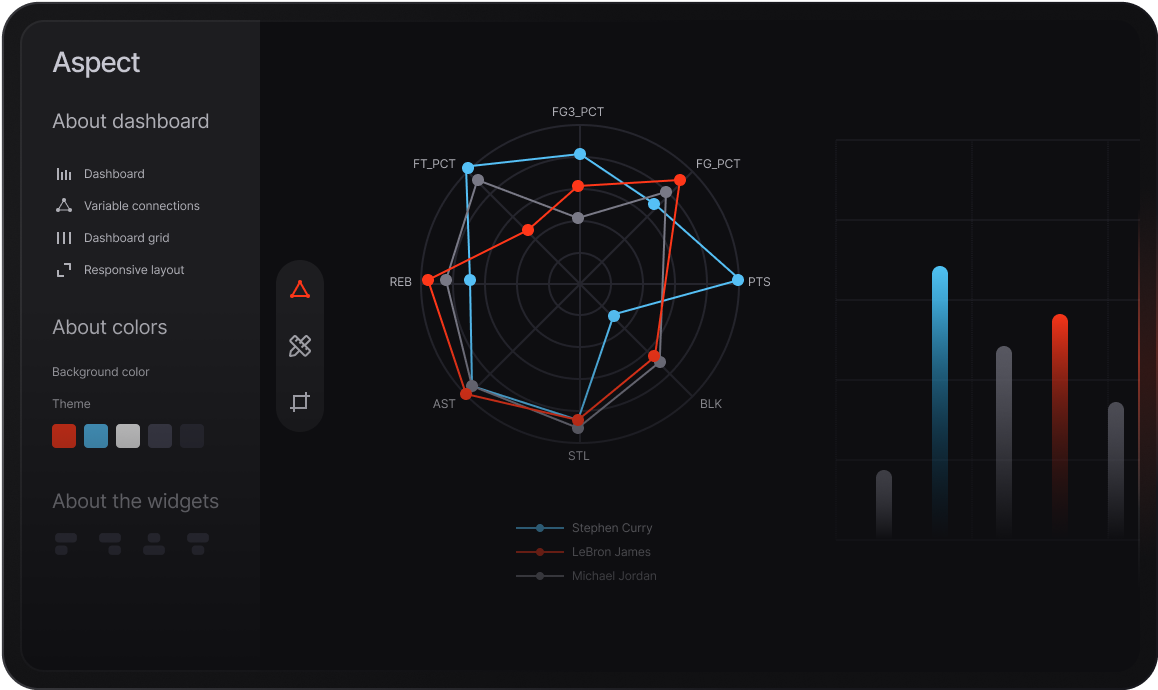 Aspect
About dashboard
Dashboard
Variable connections
Dashboard grid
Responsive layout
About colors
Background color
Theme
About the widgets
FG3_PCT
FT_PCT
FG_PCT
REB
PTS
AST
BLK
STL
Stephen Curry
LeBron James
Michael Jordan